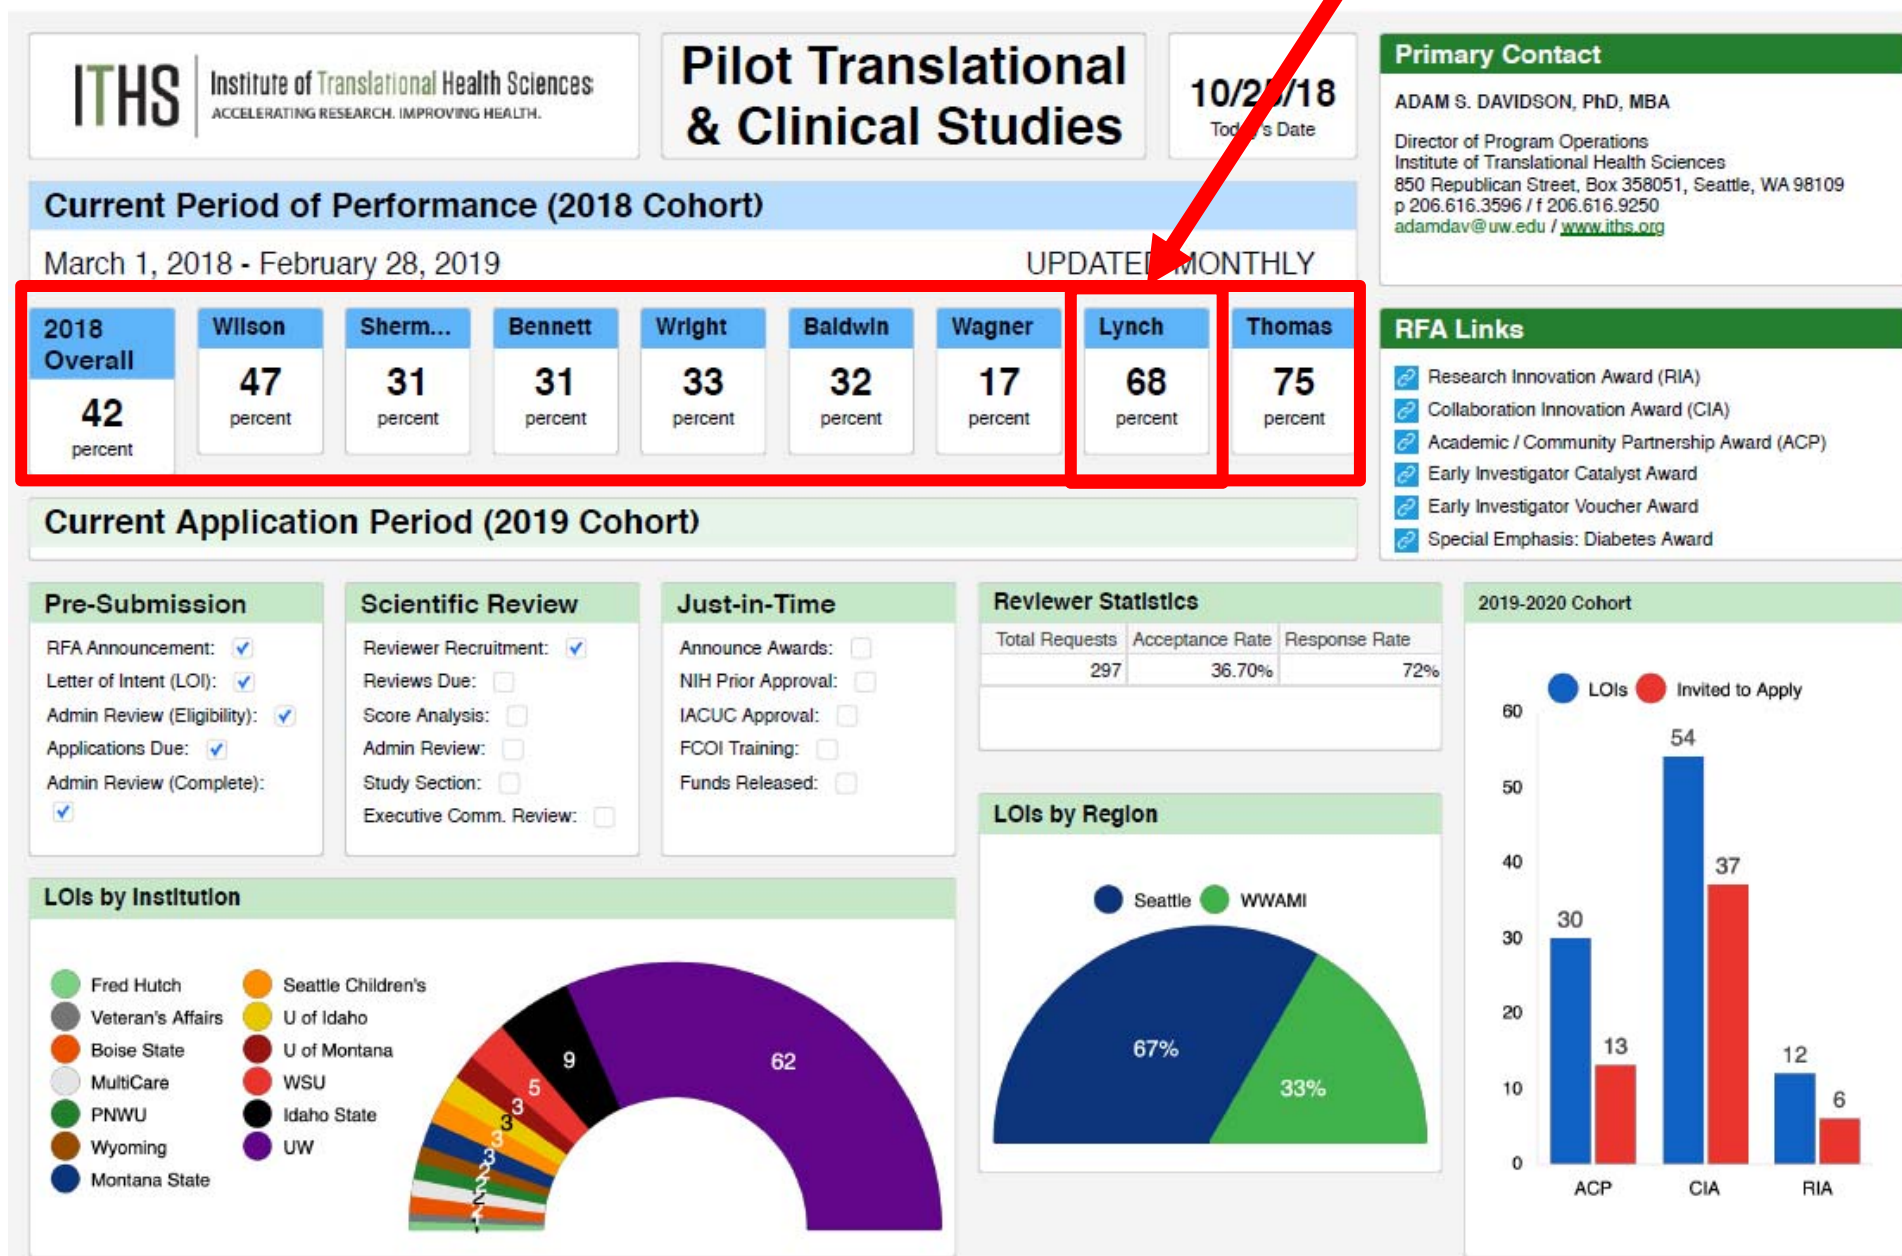 ITHS
Institute of Translational Health Sciences
ACCELERATING RESEARCH. IMPROVING HEALTH.
Pilot Translational
& Clinical Studies
10/25/18
Today's Date
Primary Contact
ADAM S. DAVIDSON, PhD, MBA
Director of Program Operations
Institute of Translational Health Sciences
850 Republican Street, Box 358051, Seattle, WA 98109
p 206.616.3596 / f 206.616.9250
adamdav@uw.edu / www.iths.org
Current Period of Performance (2018 Cohort)
March 1, 2018 - February 28, 2019
UPDATED MONTHLY
2018
Overall
42
percent
Wilson
47
percent
Sherm...
31
percent
Bennett
31
percent
Wright
33
percent
Baldwin
32
percent
Wagner
17
percent
Lynch
68
percent
Thomas
75
percent
RFA Links
Research Innovation Award (RIA)
Collaboration Innovation Award (CIA)
Academic / Community Partnership Award (ACP)
Early Investigator Catalyst Award
Early Investigator Voucher Award
Special Emphasis: Diabetes Award
Current Application Period (2019 Cohort)
Pre-Submission
RFA Announcement:
Letter of Intent (LOI):
Admin Review (Eligibility):
Applications Due:
Admin Review (Complete):
Scientific Review
Reviewer Recruitment:
Reviews Due:
Score Analysis:
Admin Review:
Study Section:
Executive Comm. Review:
Just-in-Time
Announce Awards:
NIH Prior Approval:
IACUC Approval:
FCOI Training:
Funds Released:
Reviewer Statistics
Total Requests Acceptance Rate Response Rate
297 36.70% 72%
LOIs by Region
Seattle WWAMI
67%
33%
2019-2020 Cohort
LOIs Invited to Apply
60
50
40
30
20
10
0
30
13
54
37
12
6
ACP CIA RIA
LOIs by Institution
Fred Hutch
Veteran's Affairs
Boise State
MultiCare
PNWU
Wyoming
Montana State
Seattle Children's
U of Idaho
U of Montana
WSU
Idaho State
UW
62
9
5
3
3
3
3
2
2
2
2